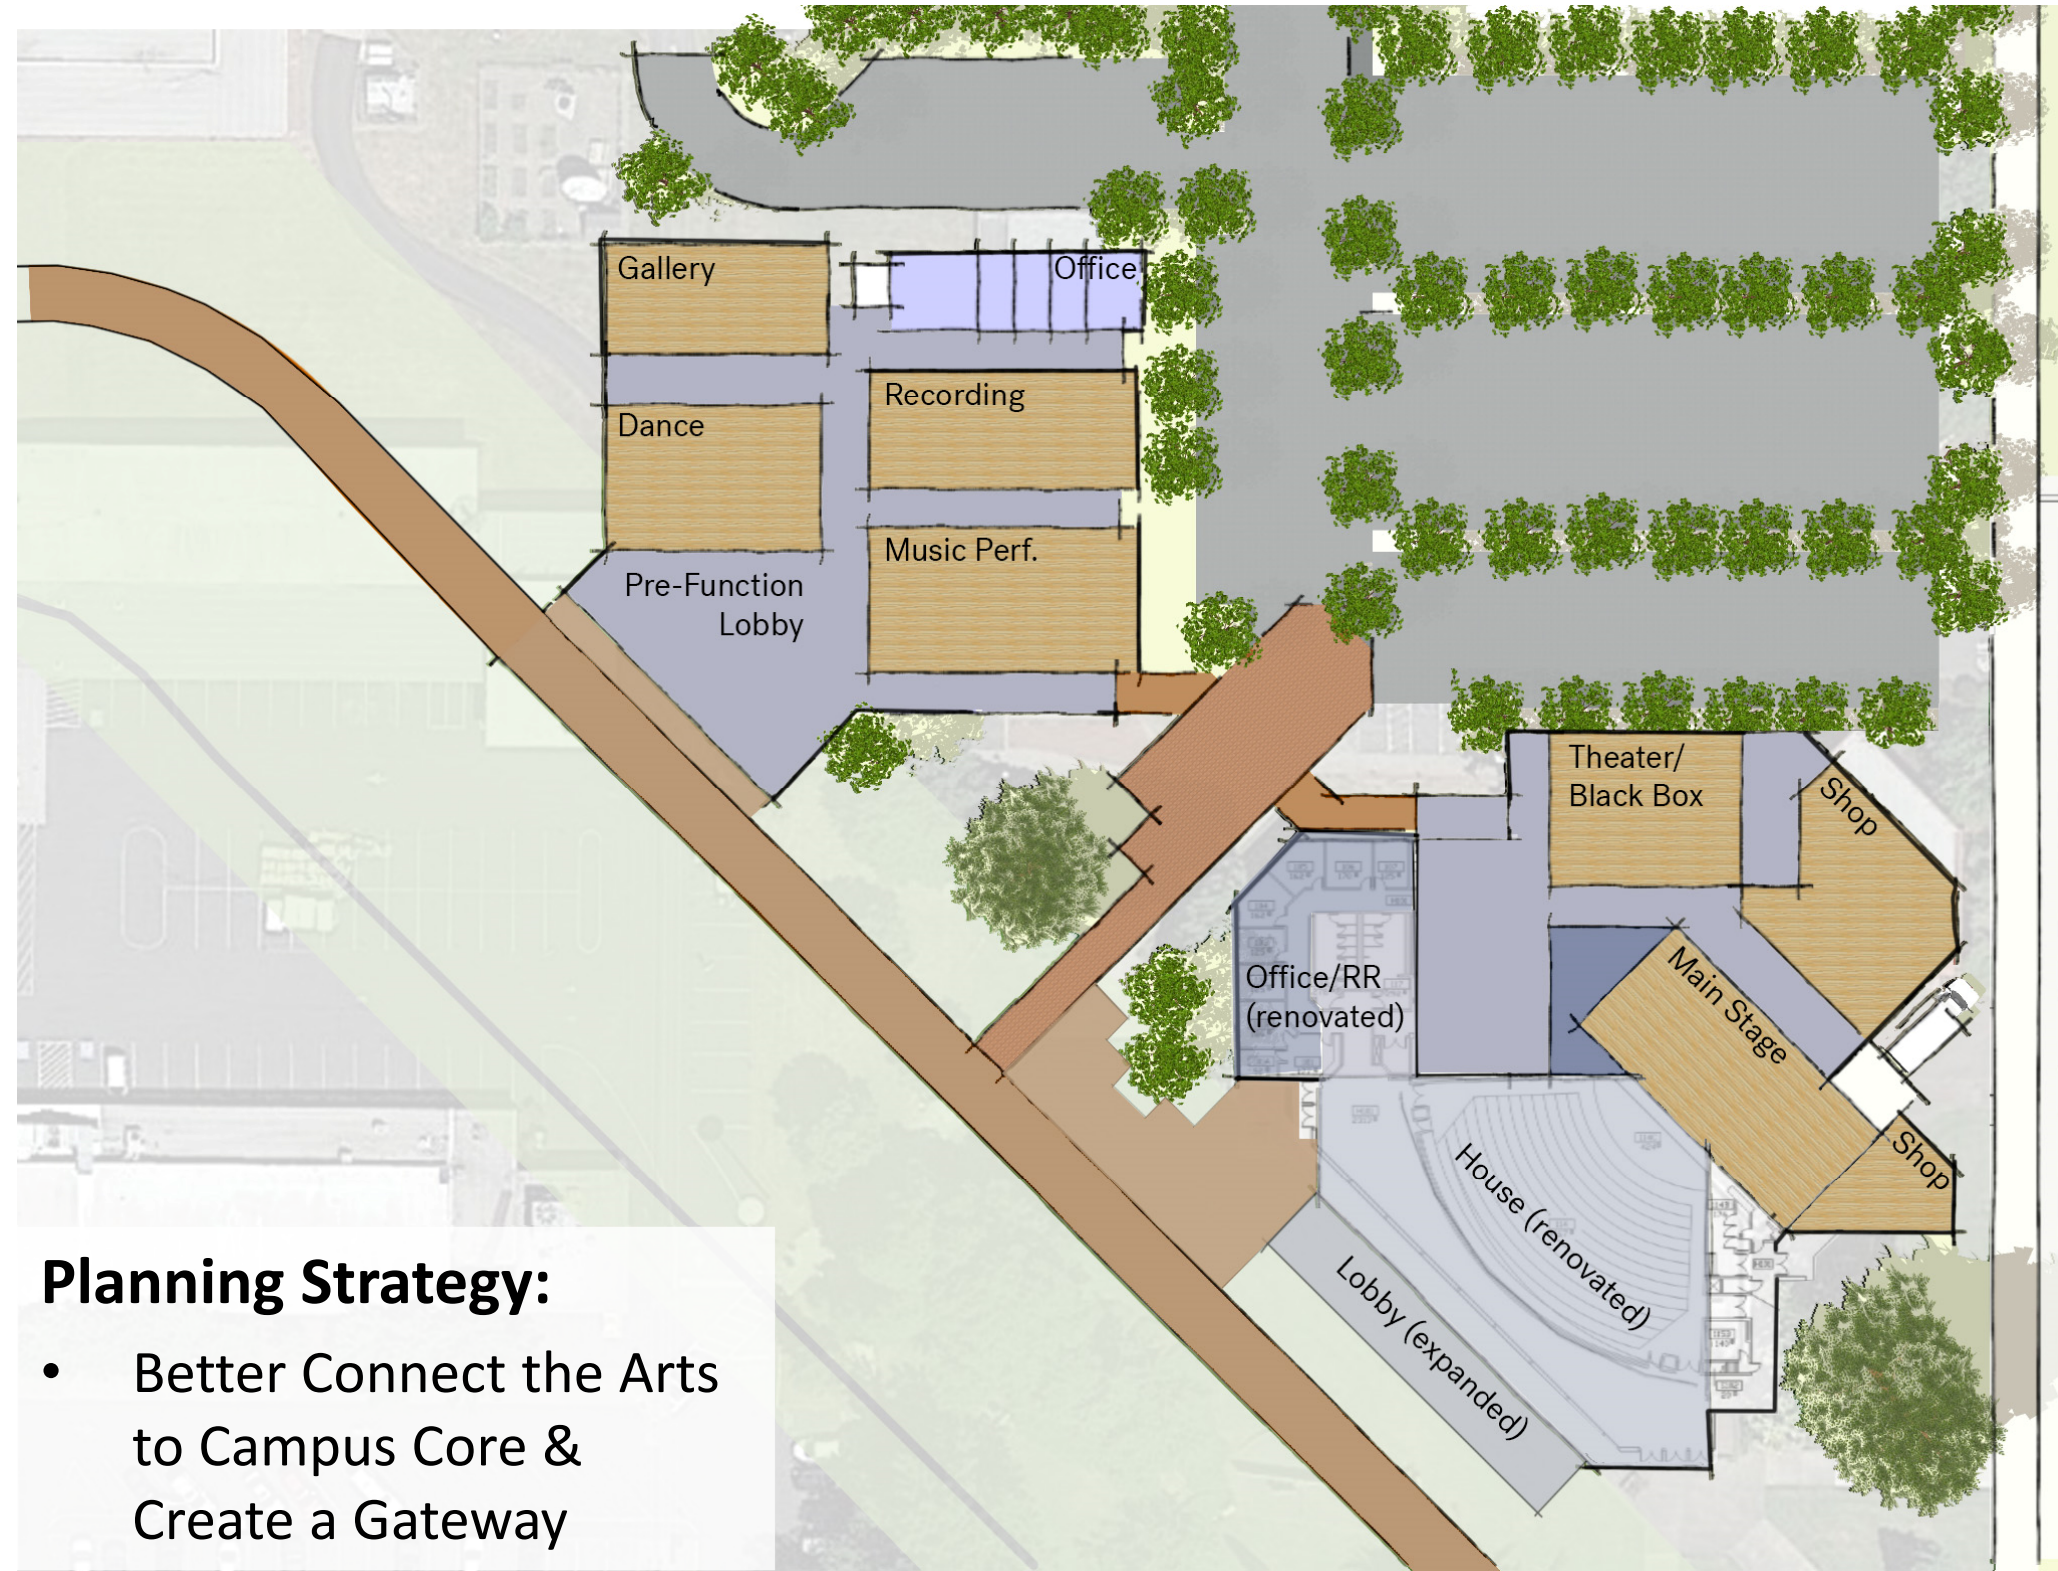 Gallery
Office
Recording
Dance
Music Perf.
Pre-Function
Lobby
Theater/
Black Box
Shop
Main Stage
Office/RR
(renovated)
Shop
House (renovated)
Lobby (expanded)
Planning Strategy:
• Better Connect the Arts
to Campus Core &
Create a Gateway